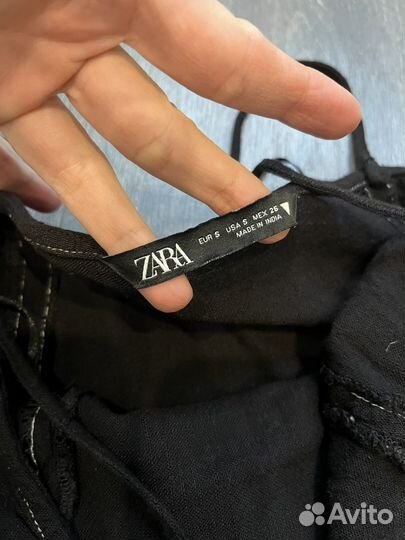 ZARA
EUR S USA S MEX 26
MADE IN INDIA
Avito